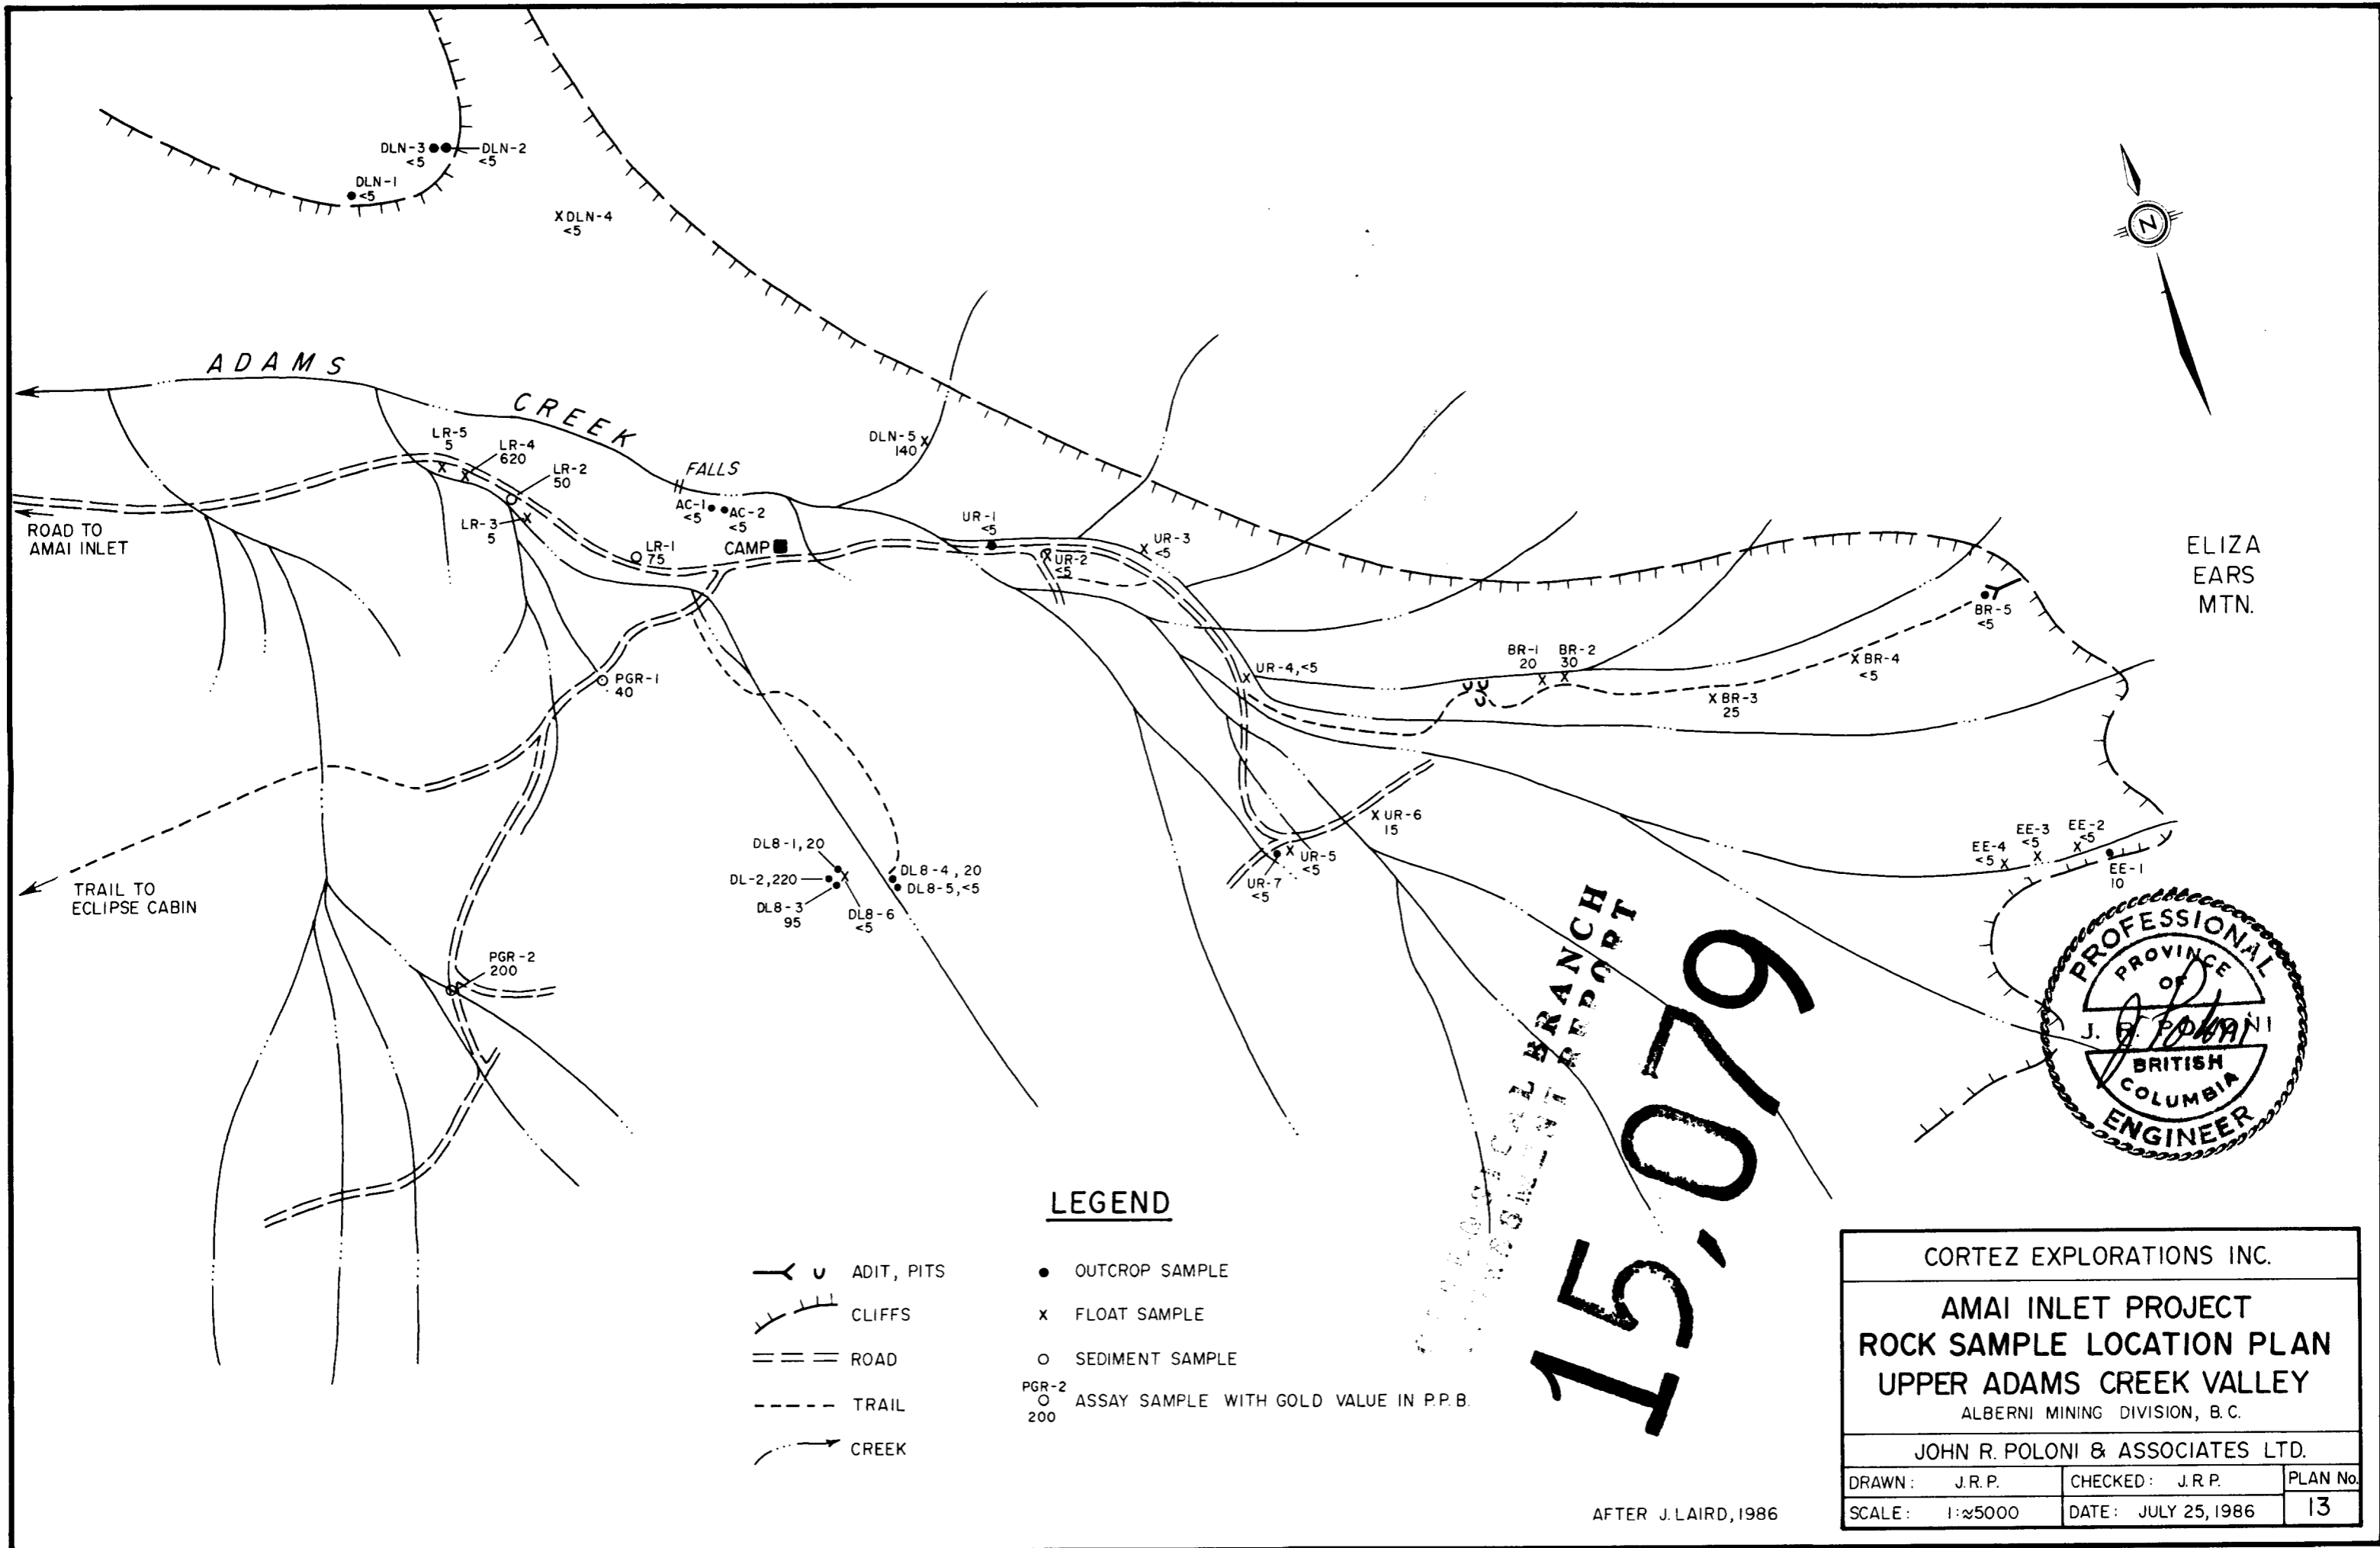 DLN-3
<5
DLN-2
<5
DLN-1
<5
X DLN-4
<5
ADAMS
CREEK
FALLS
LR-5
5
LR-4
620
LR-2
50
LR-3
5
LR-1
75
AC-1
<5
AC-2
<5
CAMP
DLN-5
140
UR-1
<5
UR-2
<5
UR-3
<5
ROAD TO
AMAI INLET
ELIZA
EARS
MTN.
N
BR-5
<5
BR-1
20
BR-2
30
BR-4
<5
BR-3
25
UR-4,<5
PGR-1
40
UR-6
15
UR-5
<5
UR-7
<5
DL8-1,20
DL-2,220
DL8-3
95
DL8-6
<5
DL8-4,20
DL8-5,<5
EE-4
<5
EE-3
<5
EE-2
<5
EE-1
10
TRAIL TO
ECLIPSE CABIN
PGR-2
200
PROFESSIONAL
PROVINCE
OF
J. R. POLONI
BRITISH
COLUMBIA
ENGINEER
BRANCH
REPORT
15,079
LEGEND
ADIT, PITS
CLIFFS
ROAD
TRAIL
CREEK
OUTCROP SAMPLE
X FLOAT SAMPLE
SEDIMENT SAMPLE
PGR-2
200
ASSAY SAMPLE WITH GOLD VALUE IN P.P.B.
AFTER J. LAIRD, 1986
CORTEZ EXPLORATIONS INC.
AMAI INLET PROJECT
ROCK SAMPLE LOCATION PLAN
UPPER ADAMS CREEK VALLEY
ALBERNI MINING DIVISION, B.C.
JOHN R. POLONI & ASSOCIATES LTD.
DRAWN: J.R.P.
CHECKED: J.R.P.
PLAN No.
SCALE: 1:≈5000
DATE: JULY 25, 1986
13